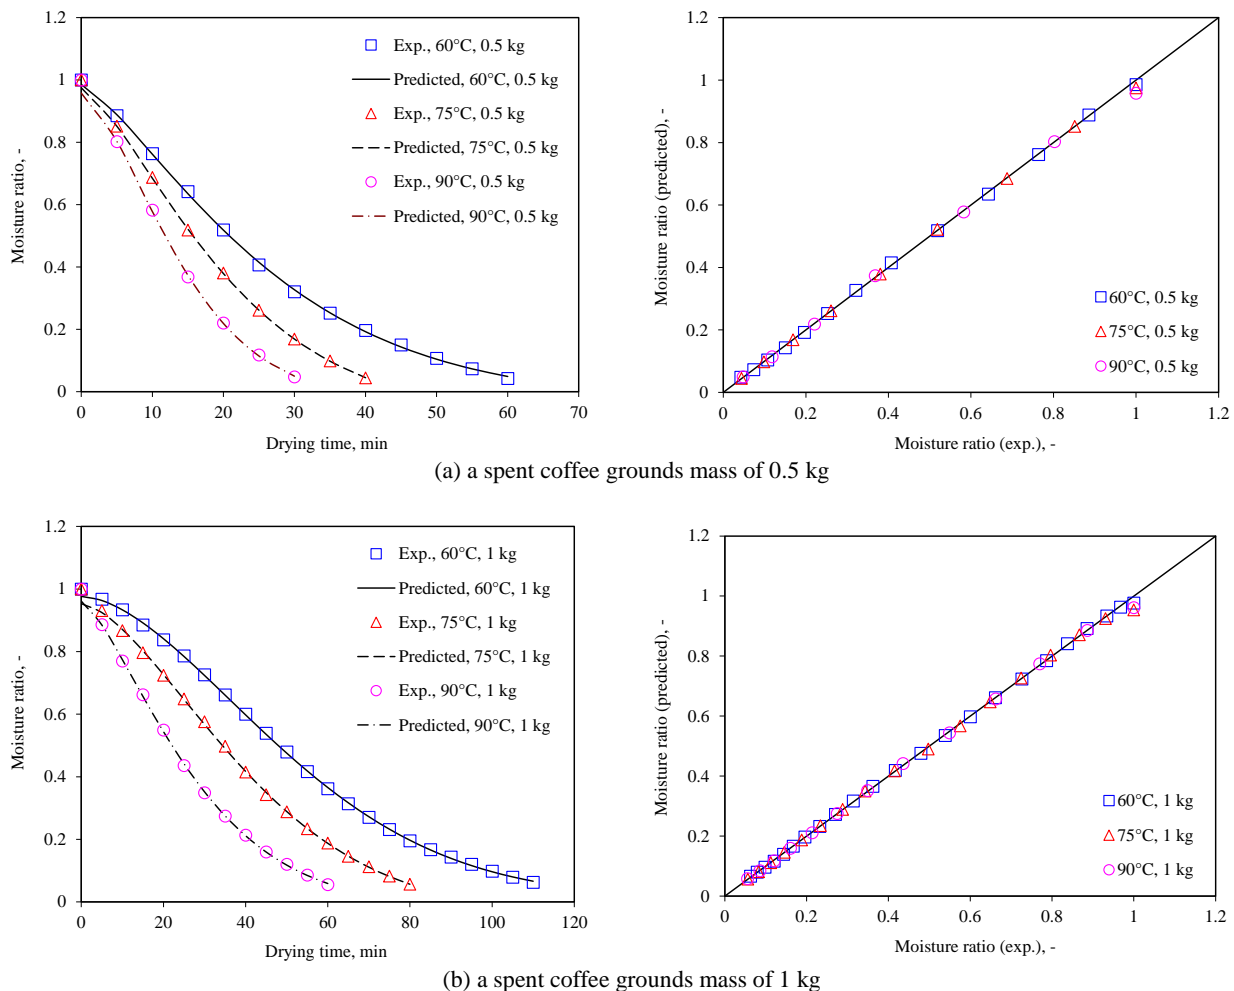 1.2
1
0.8
0.6
0.4
0.2
0
0 10 20 30 40 50 60 70
Moisture ratio, -
Drying time, min
Exp., 60°C, 0.5 kg
Predicted, 60°C, 0.5 kg
Exp., 75°C, 0.5 kg
Predicted, 75°C, 0.5 kg
Exp., 90°C, 0.5 kg
Predicted, 90°C, 0.5 kg
1.2
1
0.8
0.6
0.4
0.2
0
0 0.2 0.4 0.6 0.8 1 1.2
Moisture ratio (predicted), -
Moisture ratio (exp.), -
60°C, 0.5 kg
75°C, 0.5 kg
90°C, 0.5 kg
(a) a spent coffee grounds mass of 0.5 kg
1.2
1
0.8
0.6
0.4
0.2
0
0 20 40 60 80 100 120
Moisture ratio, -
Drying time, min
Exp., 60°C, 1 kg
Predicted, 60°C, 1 kg
Exp., 75°C, 1 kg
Predicted, 75°C, 1 kg
Exp., 90°C, 1 kg
Predicted, 90°C, 1 kg
1.2
1
0.8
0.6
0.4
0.2
0
0 0.2 0.4 0.6 0.8 1 1.2
Moisture ratio (predicted), -
Moisture ratio (exp.), -
60°C, 1 kg
75°C, 1 kg
90°C, 1 kg
(b) a spent coffee grounds mass of 1 kg